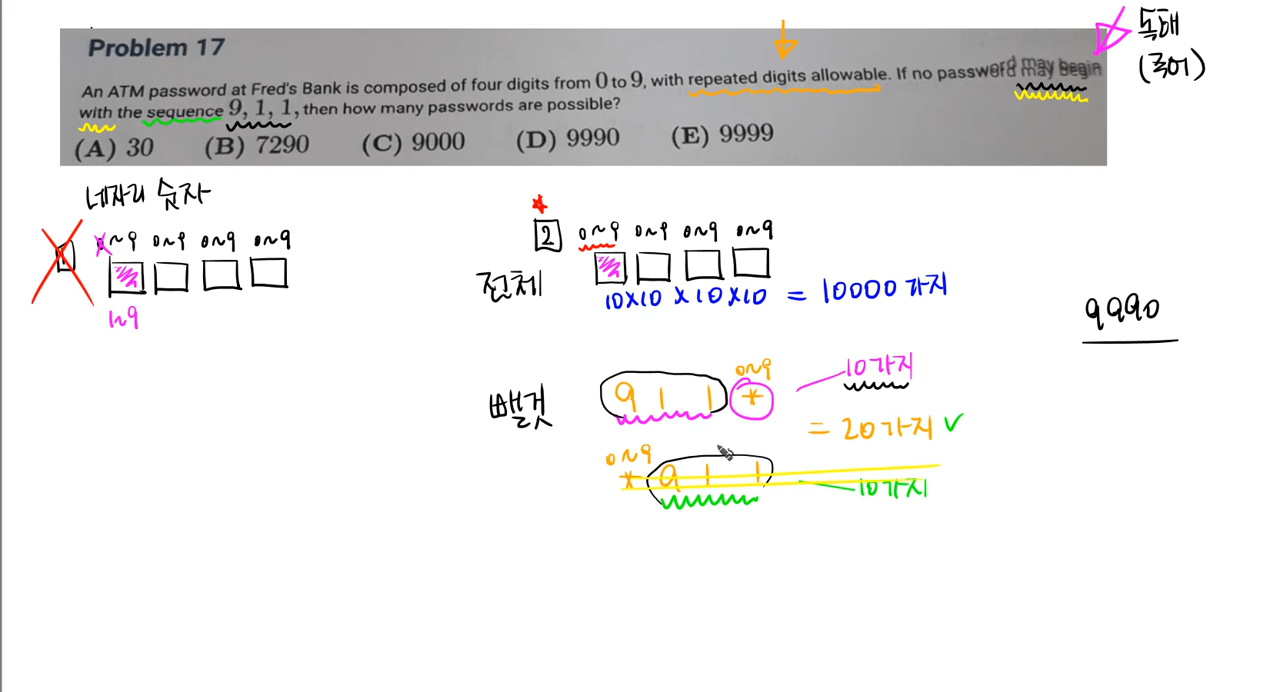 독해
(국어)
Problem 17
An ATM password at Fred's Bank is composed of four digits from 0 to 9, with repeated digits allowable. If no password may begin
with the sequence 9, 1, 1, then how many passwords are possible?
(A) 30 (B) 7290 (C) 9000 (D) 9990 (E) 9999
네자리 숫자
1 0~9 0~9 0~9 0~9
1~9
2 0~9 0~9 0~9 0~9
전체
10×10×10×10 = 10000가지
9990
뺄것
0~9
9 1 1 * 10가지
= 20가지 ✓
0~9
* 9 1 1 10가지